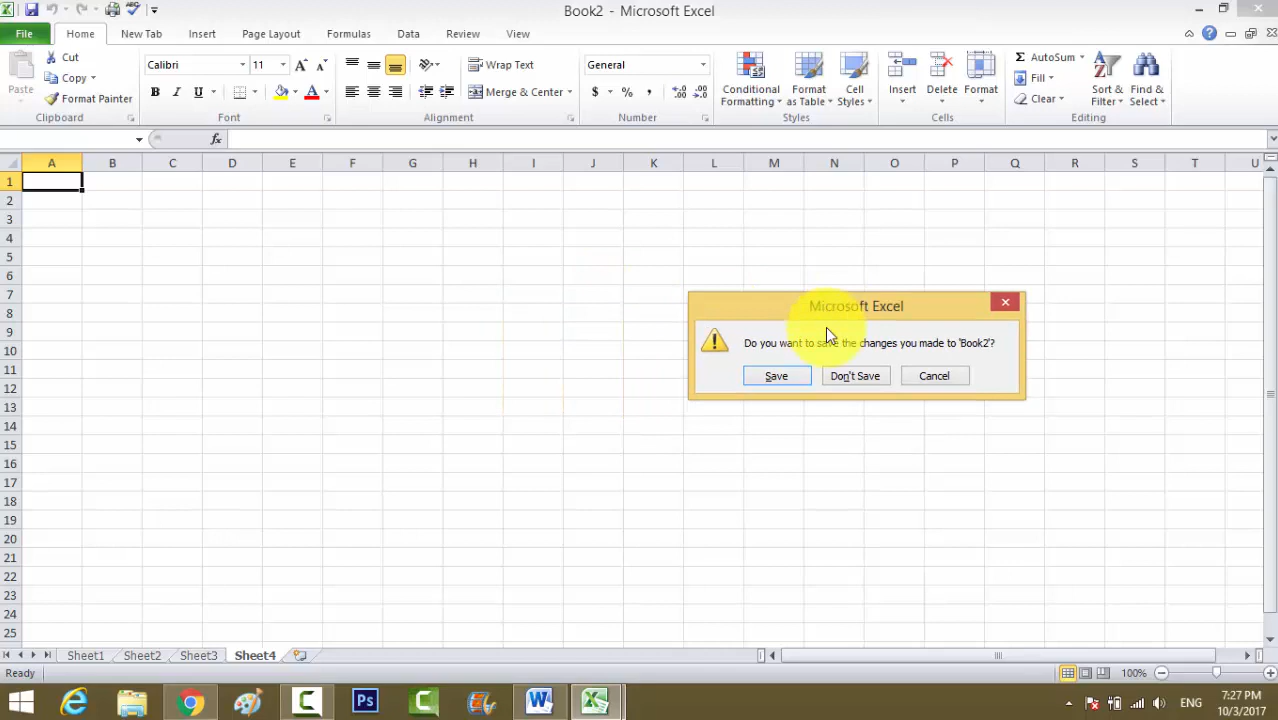 Book2 - Microsoft Excel
File Home New Tab Insert Page Layout Formulas Data Review View
Paste
Cut
Copy
Format Painter
Clipboard
Calibri 11
B I U A
Font
Wrap Text
Merge & Center
Alignment
General
$ % ,
Number
Conditional Formatting
Format as Table
Cell Styles
Styles
Insert Delete Format
Cells
AutoSum
Fill
Clear
Sort & Filter
Find & Select
Editing
fx
A B C D E F G H I J K L M N O P Q R S T U
1
2
3
4
5
6
7
8
9
10
11
12
13
14
15
16
17
18
19
20
21
22
23
24
25
Microsoft Excel
Do you want to save the changes you made to 'Book2'?
Save Don't Save Cancel
Sheet1 Sheet2 Sheet3 Sheet4
Ready 100%
Ps
ENG
7:27 PM
10/3/2017